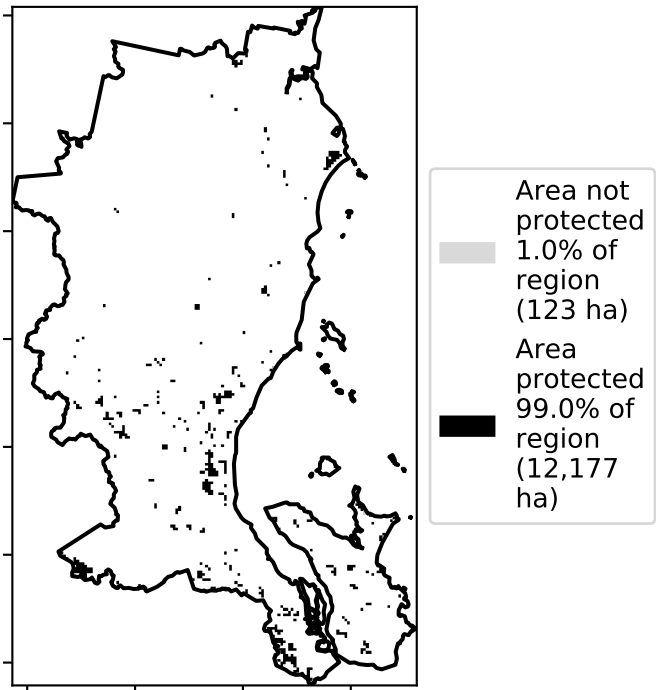 Area not
protected
1.0% of
region
(123 ha)
Area
protected
99.0% of
region
(12,177
ha)